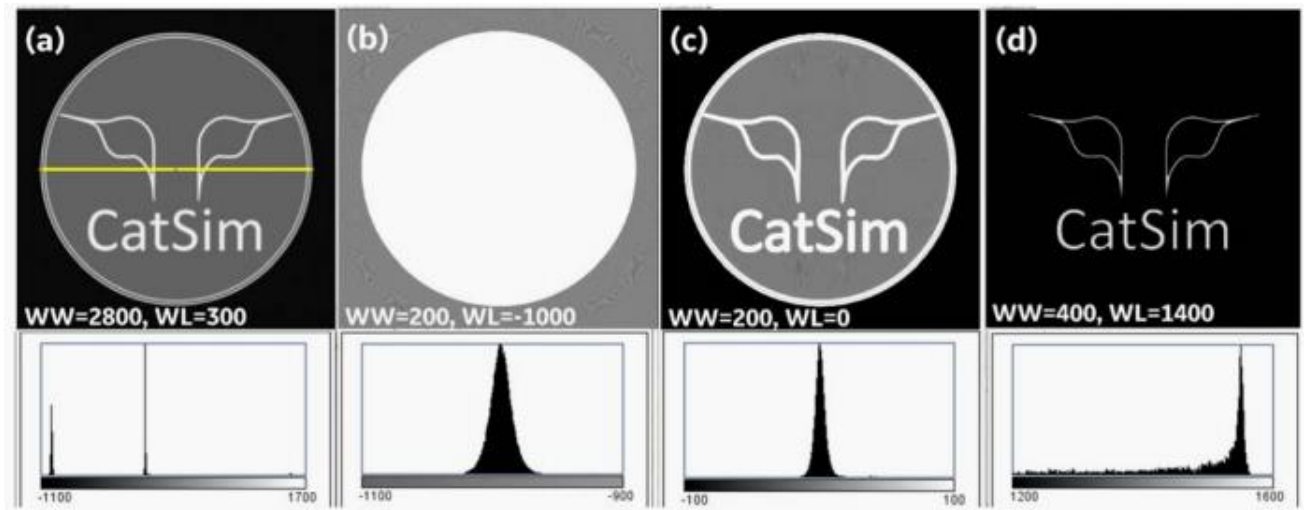 (a) (b) (c) (d)
CatSim CatSim CatSim
WW=2800, WL=300 WW=200, WL=-1000 WW=200, WL=0 WW=400, WL=1400
-1100 1700 -1100 -900 -100 100 1200 1600